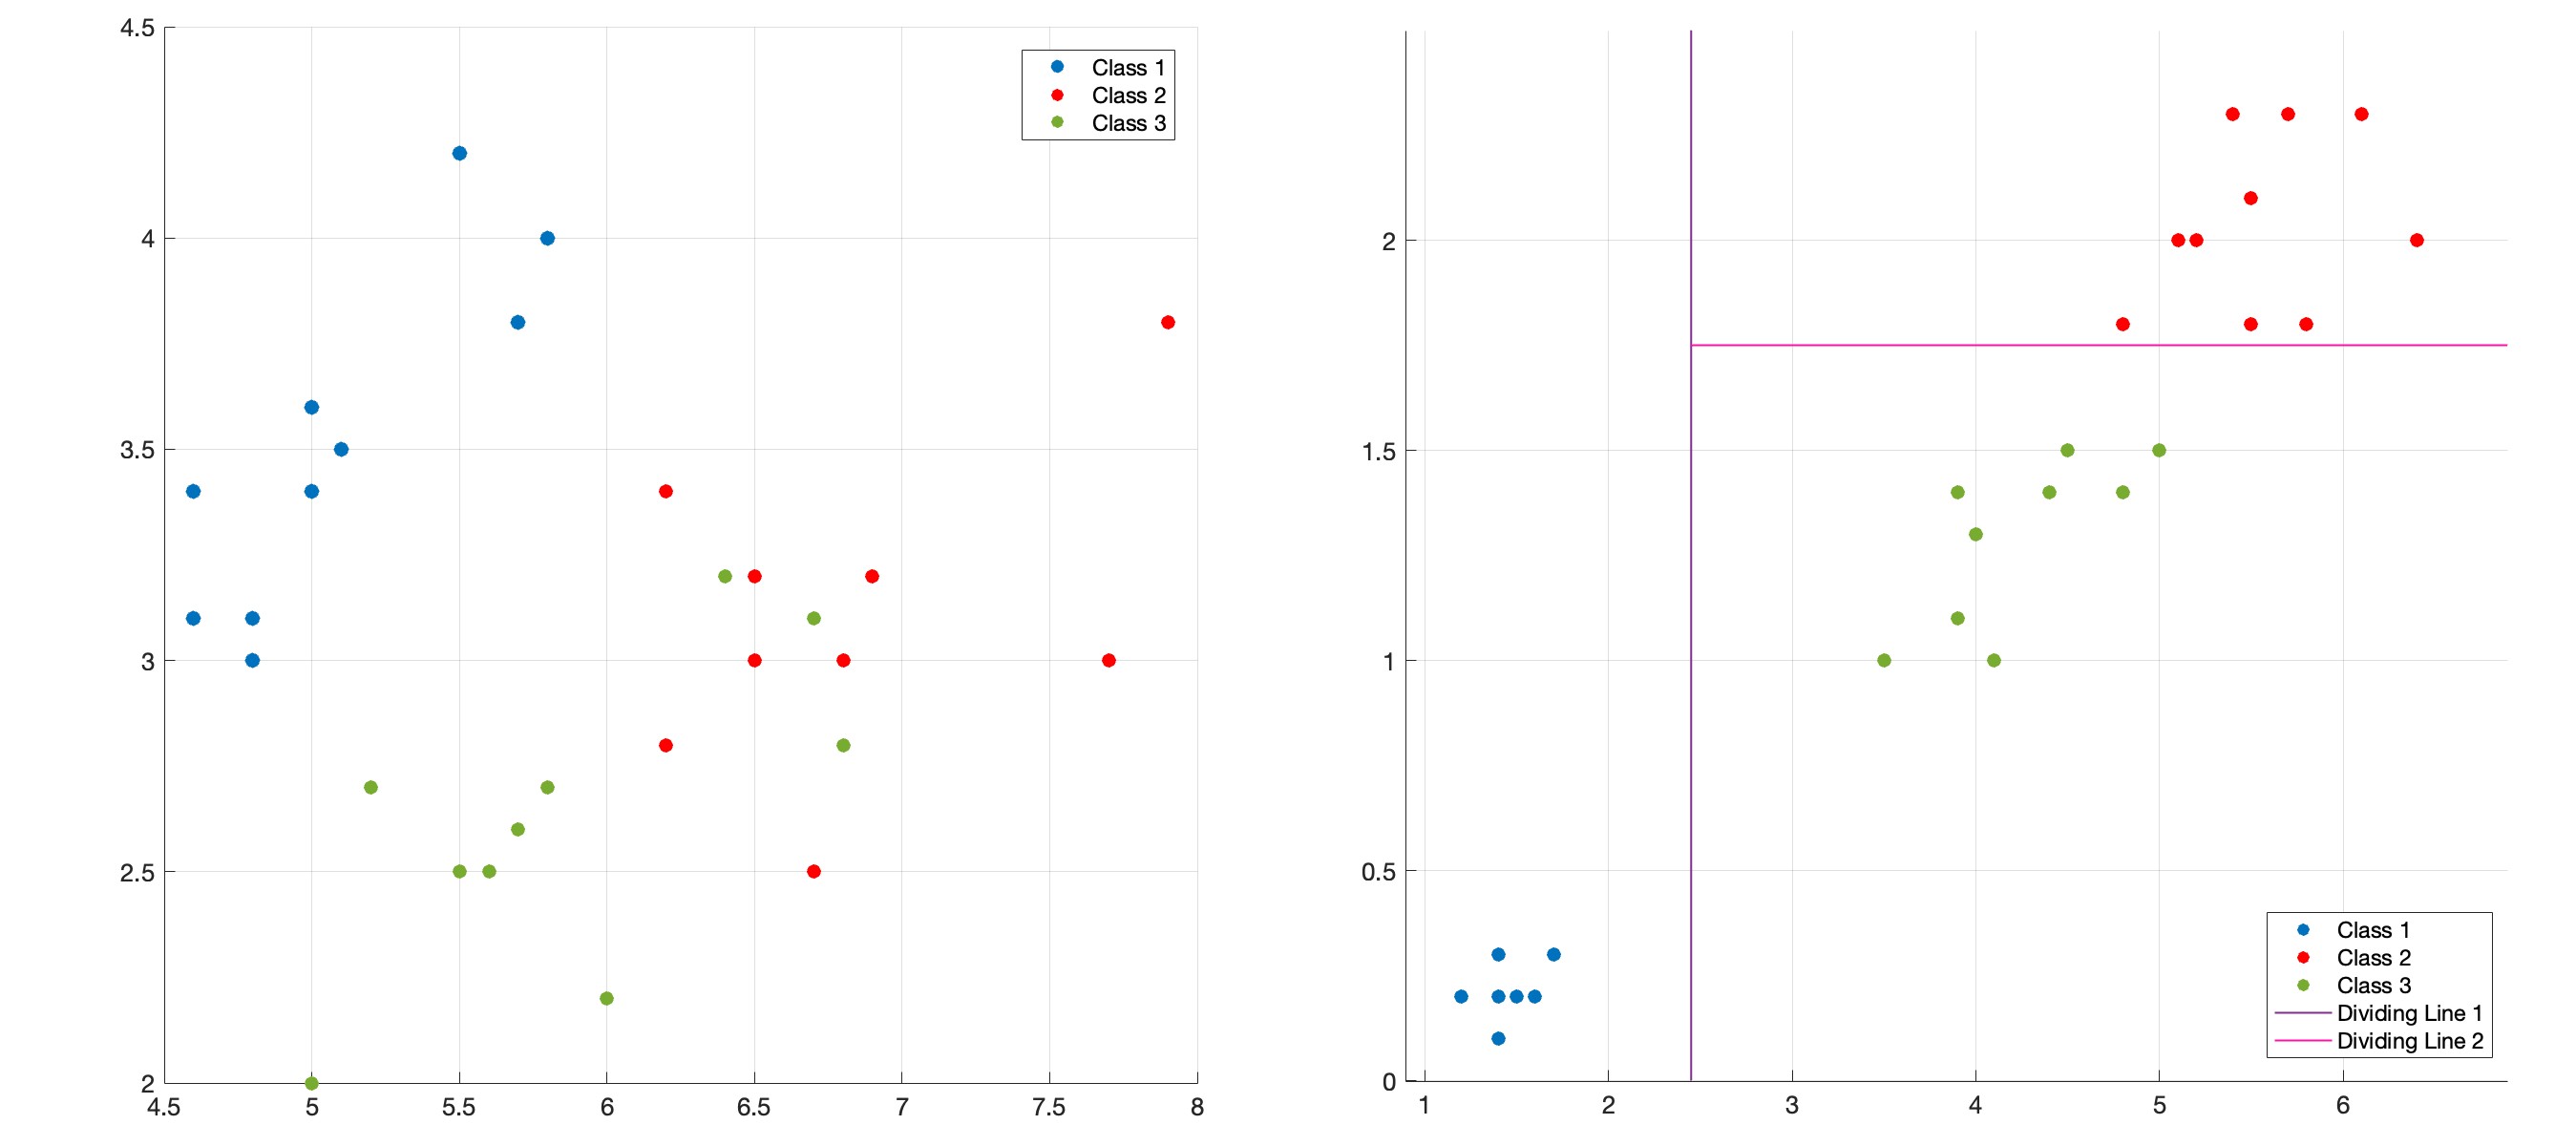 4.5
4
3.5
3
2.5
2
4.5 5 5.5 6 6.5 7 7.5 8
Class 1
Class 2
Class 3
2
1.5
1
0.5
0
1 2 3 4 5 6
Class 1
Class 2
Class 3
Dividing Line 1
Dividing Line 2